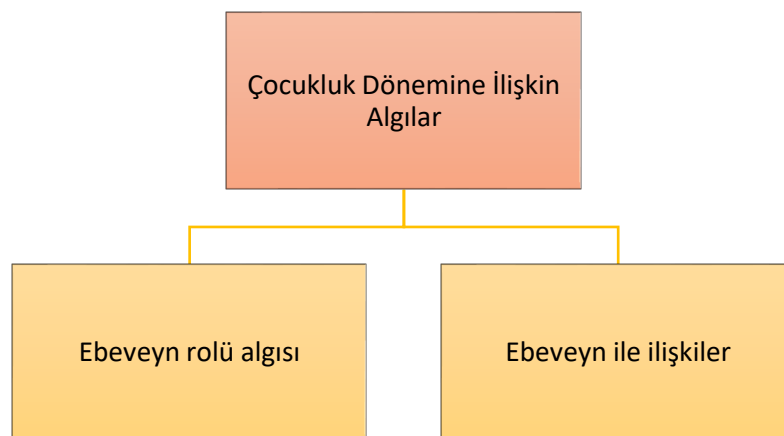 Çocukluk Dönemine İlişkin
Algılar
Ebeveyn rolü algısı
Ebeveyn ile ilişkiler